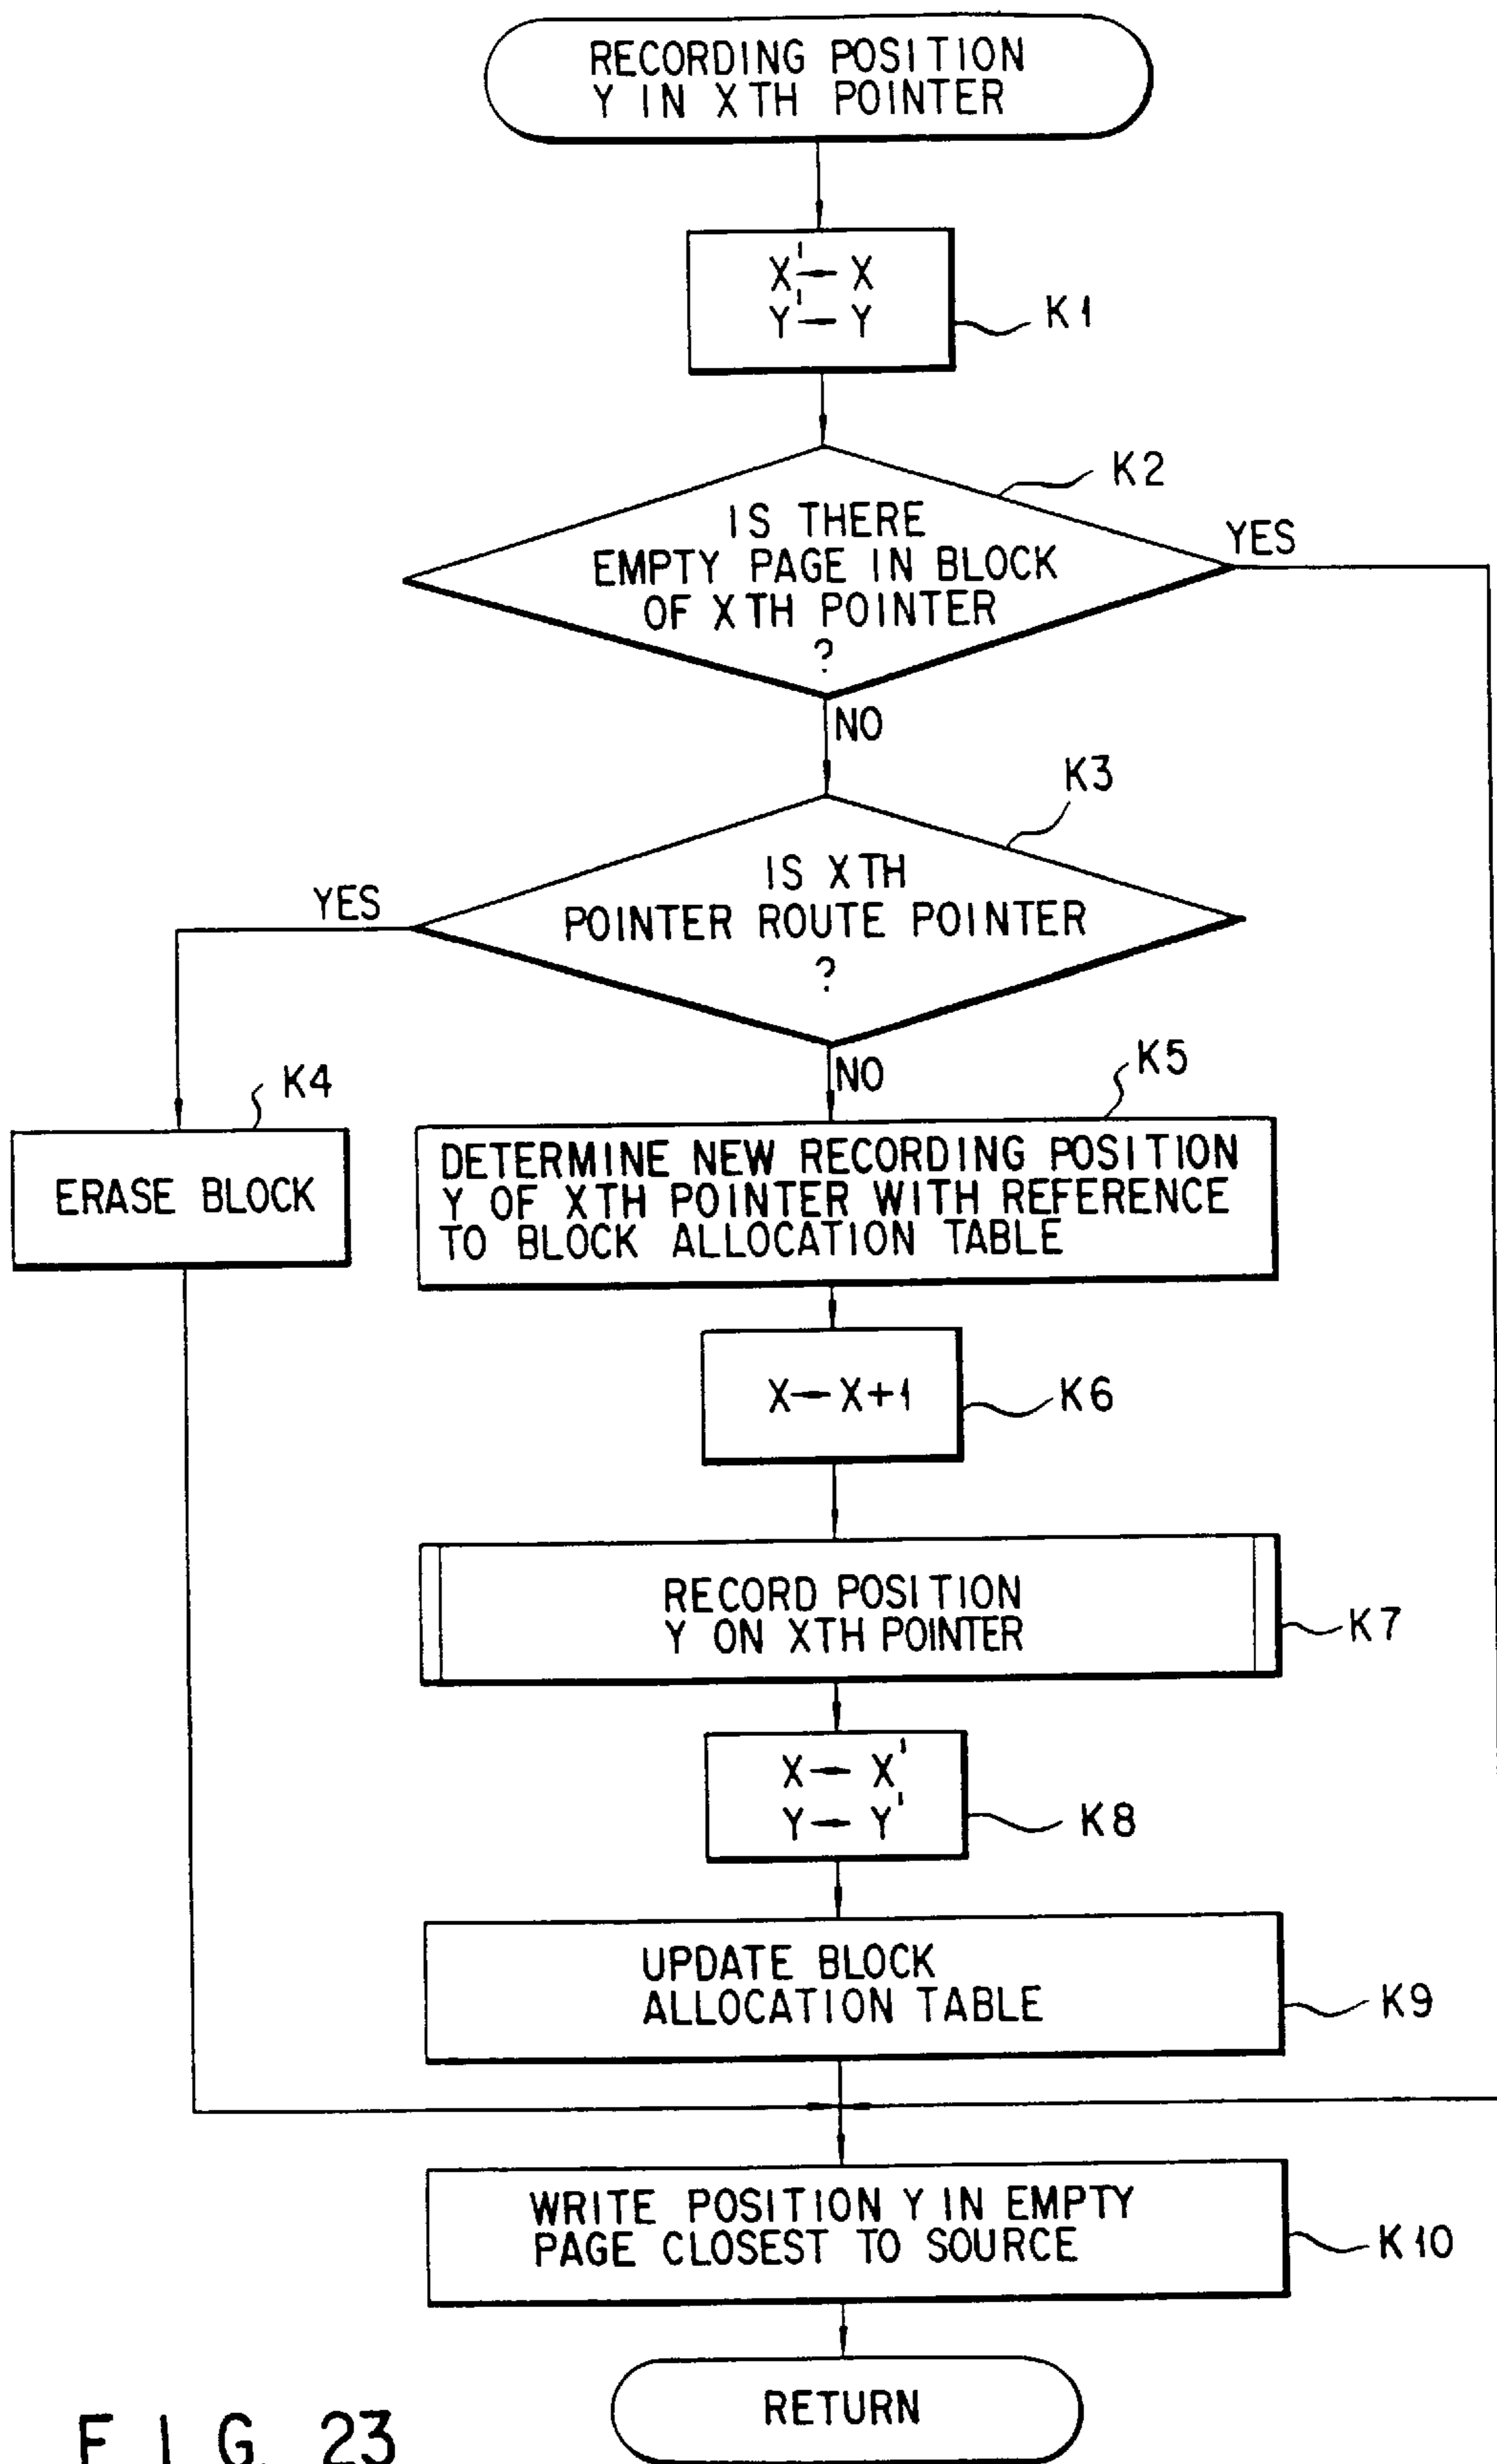 RECORDING POSITION
Y IN XTH POINTER
X' ← X
Y' ← Y
K1
K2
IS THERE
EMPTY PAGE IN BLOCK
OF XTH POINTER
?
YES
NO
K3
IS XTH
POINTER ROUTE POINTER
?
YES
NO
K4
ERASE BLOCK
K5
DETERMINE NEW RECORDING POSITION
Y OF XTH POINTER WITH REFERENCE
TO BLOCK ALLOCATION TABLE
X ← X+1
K6
RECORD POSITION
Y ON XTH POINTER
K7
X ← X'
Y ← Y'
K8
UPDATE BLOCK
ALLOCATION TABLE
K9
WRITE POSITION Y IN EMPTY
PAGE CLOSEST TO SOURCE
K10
RETURN
FIG. 23